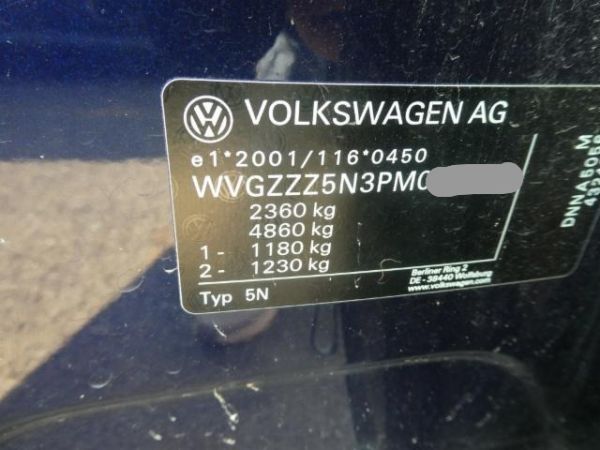 VOLKSWAGEN AG
e1*2001/116*0450
WVGZZZ5N3PM0
2360 kg
4860 kg
1- 1180 kg
2- 1230 kg
Typ 5N
Berliner Ring 2
DE - 38440 Wolfsburg
www.volkswagen.com
DNNA